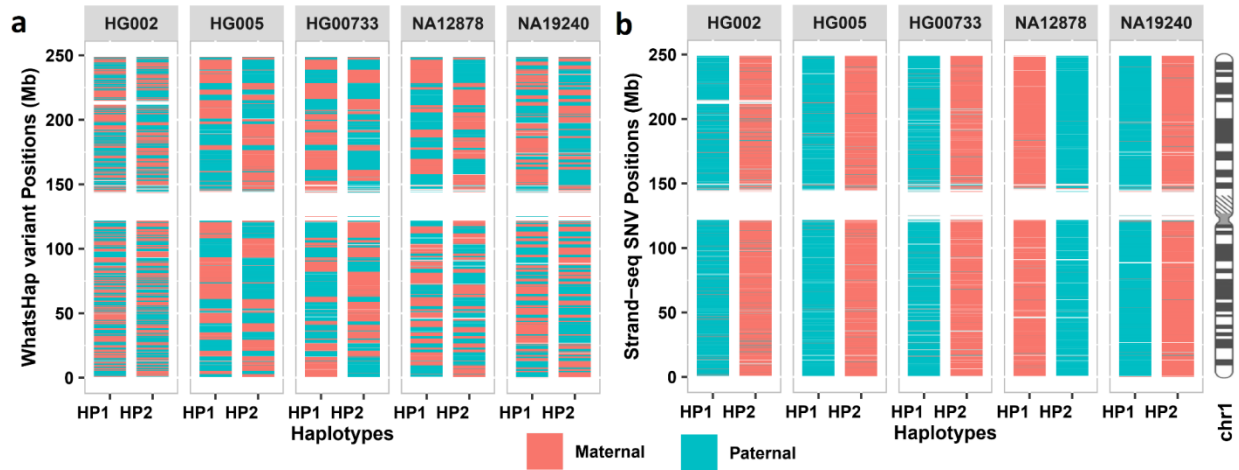 a
HG002 HG005 HG00733 NA12878 NA19240
WhatsHap variant Positions (Mb)
250
200
150
100
50
0
HP1 HP2 HP1 HP2 HP1 HP2 HP1 HP2 HP1 HP2
Haplotypes
b
HG002 HG005 HG00733 NA12878 NA19240
Strand-seq SNV Positions (Mb)
250
200
150
100
50
0
HP1 HP2 HP1 HP2 HP1 HP2 HP1 HP2 HP1 HP2
Haplotypes
chr1
Maternal Paternal